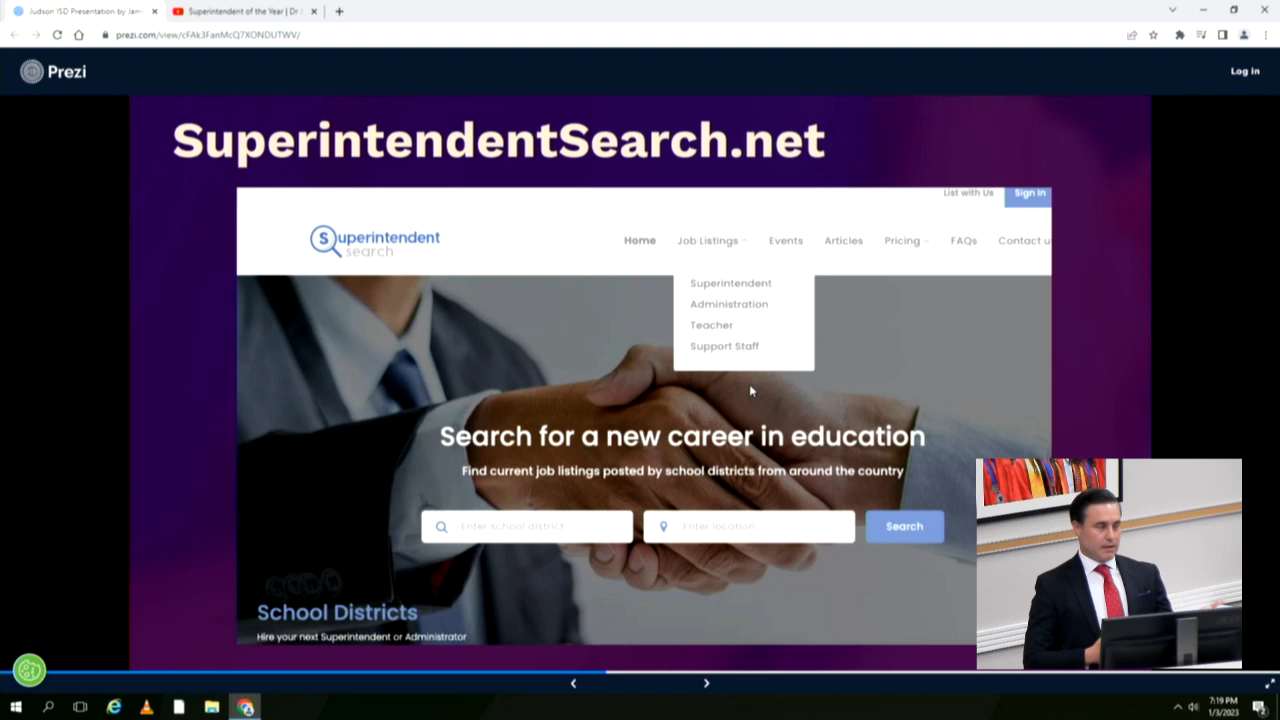 Judson ISD Presentation by Jam
Superintendent of the Year | Dr J
prezi.com/view/cFAk3FanMcQ7XONDUTWV/
Prezi
Log in
SuperintendentSearch.net
List with Us
Sign In
Superintendent
search
Home
Job Listings
Events
Articles
Pricing
FAQs
Contact u
Superintendent
Administration
Teacher
Support Staff
Search for a new career in education
Find current job listings posted by school districts from around the country
Enter school district
Enter location
Search
School Districts
Hire your next Superintendent or Administrator
7:19 PM
1/3/2023
2